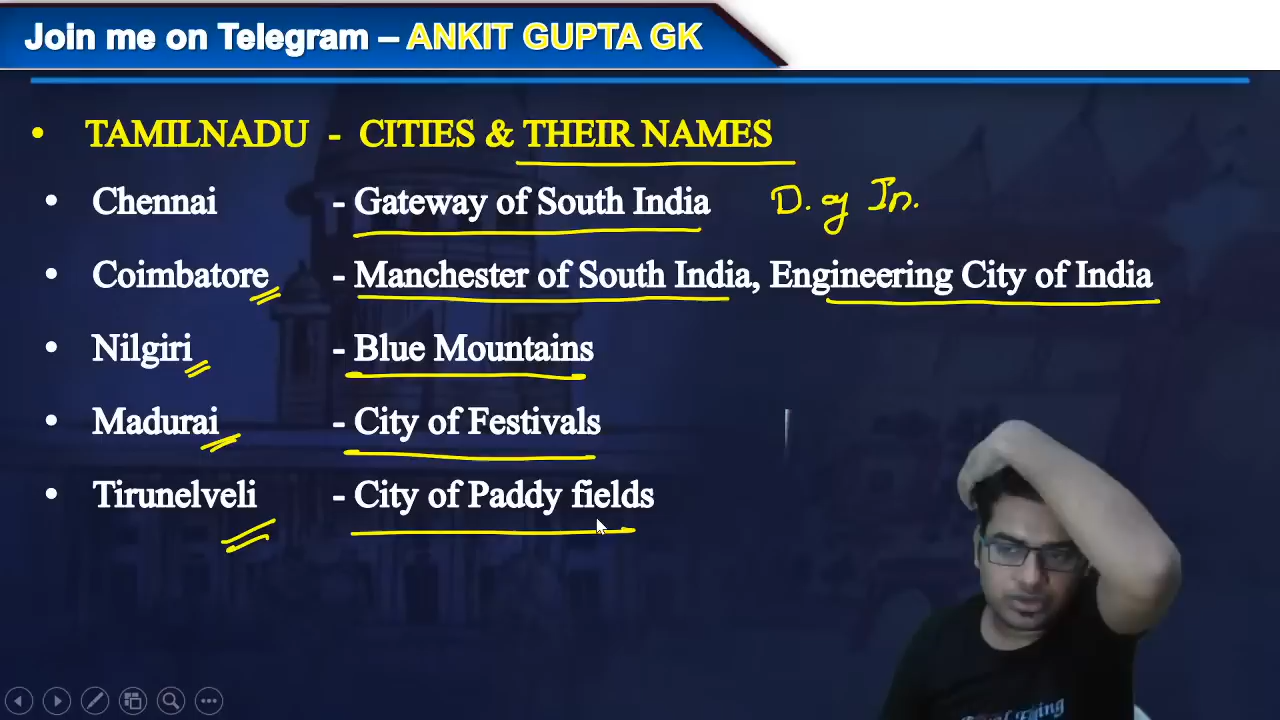 Join me on Telegram – ANKIT GUPTA GK
• TAMILNADU - CITIES & THEIR NAMES
• Chennai - Gateway of South India D. of In.
• Coimbatore - Manchester of South India, Engineering City of India
• Nilgiri - Blue Mountains
• Madurai - City of Festivals
• Tirunelveli - City of Paddy fields